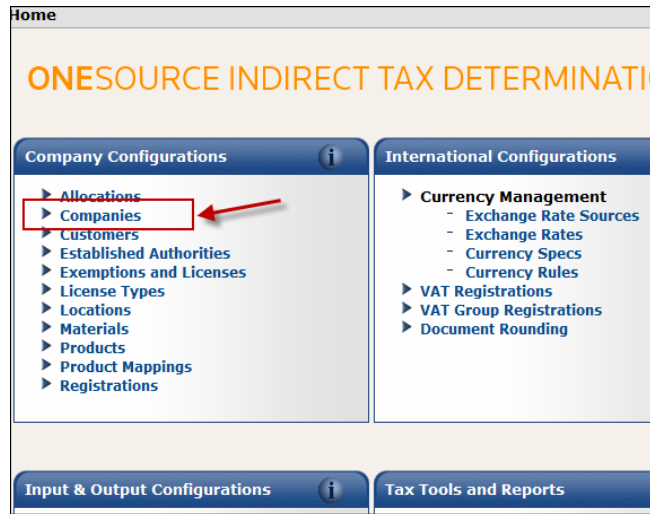 Home
ONESOURCE INDIRECT TAX DETERMINATI
Company Configurations
Allocations
Companies
Customers
Established Authorities
Exemptions and Licenses
License Types
Locations
Materials
Products
Product Mappings
Registrations
International Configurations
Currency Management
- Exchange Rate Sources
- Exchange Rates
- Currency Specs
- Currency Rules
VAT Registrations
VAT Group Registrations
Document Rounding
Input & Output Configurations
Tax Tools and Reports